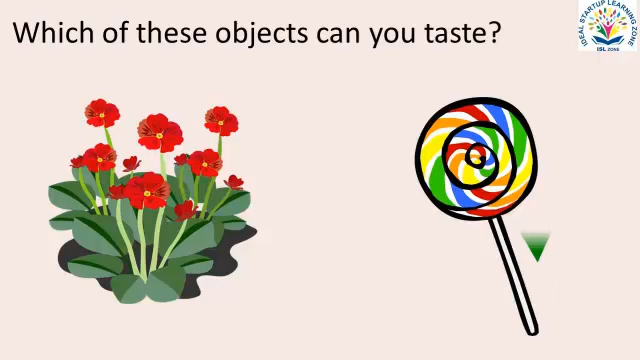 Which of these objects can you taste?
IDEAL STARTUP LEARNING ZONE
ISL ZONE